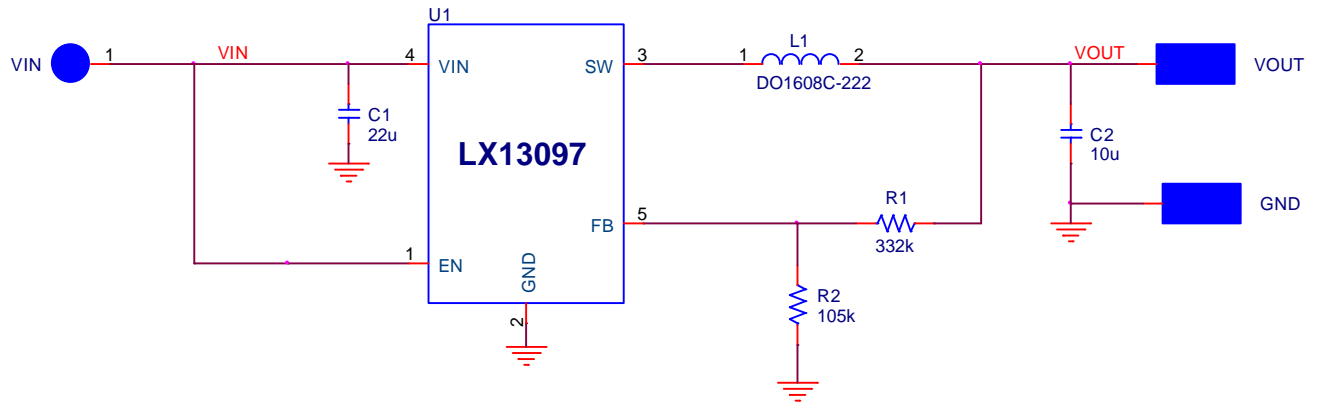 U1
VIN
1
VIN
4
VIN
SW
3
1
L1
2
DO1608C-222
VOUT
VOUT
C1
22u
C2
10u
LX13097
GND
FB
5
R1
332k
1
EN
GND
2
R2
105k